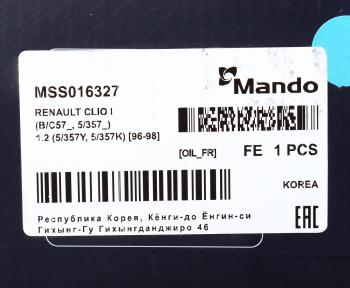 MSS016327
Mando
RENAULT CLIO I
(B/C57_, 5/357_)
1.2 (5/357Y, 5/357K) [96-98]
[OIL_FR] FE 1 PCS
KOREA
Республика Корея, Кёнги-до Ёнгин-си
Гихынг-Гу Гихынгданджиро 46
EAC